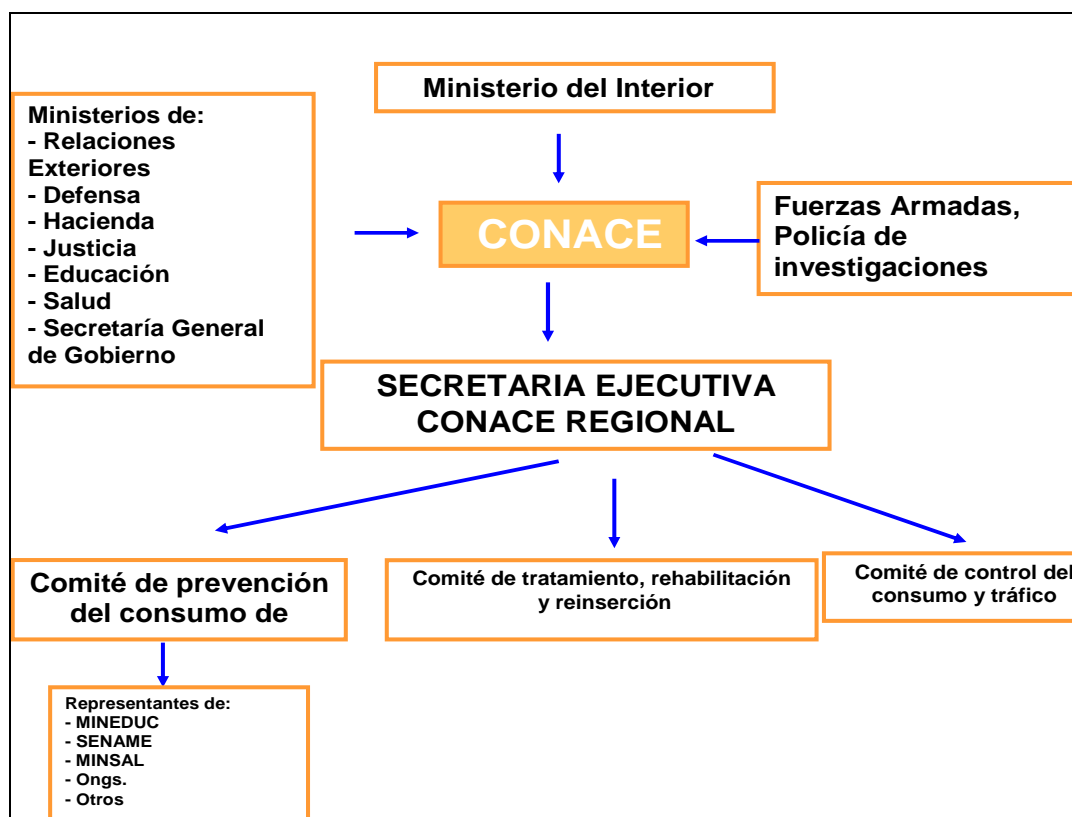 Ministerio del Interior
Ministerios de:
- Relaciones
Exteriores
- Defensa
- Hacienda
- Justicia
- Educación
- Salud
- Secretaría General
de Gobierno
CONACE
Fuerzas Armadas,
Policía de
investigaciones
SECRETARIA EJECUTIVA
CONACE REGIONAL
Comité de prevención
del consumo de
Comité de tratamiento, rehabilitación
y reinserción
Comité de control del
consumo y tráfico
Representantes de:
- MINEDUC
- SENAME
- MINSAL
- Ongs.
- Otros